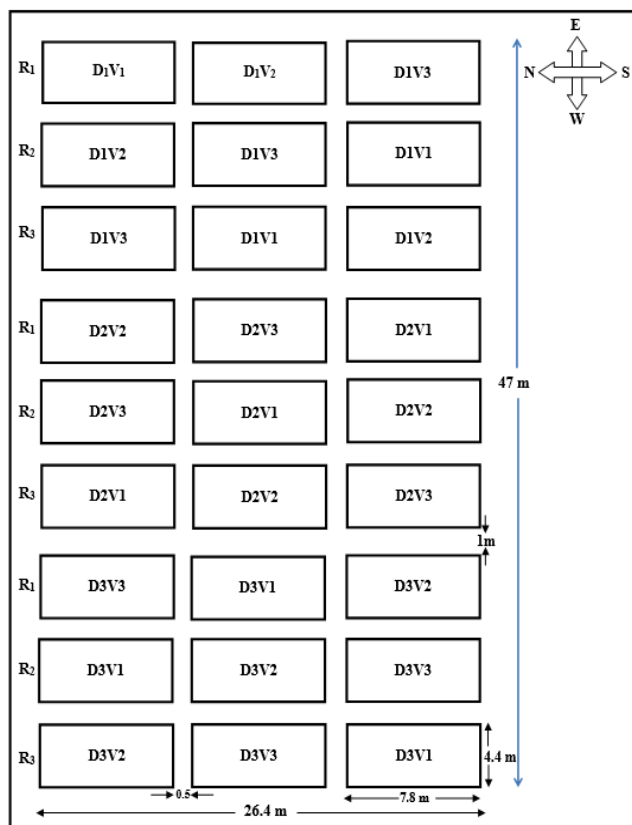 E
N S
W
R₁ D₁V₁ D₁V₂ D1V3
R₂ D1V2 D1V3 D1V1
R₃ D1V3 D1V1 D1V2
R₁ D2V2 D2V3 D2V1
47 m
R₂ D2V3 D2V1 D2V2
R₃ D2V1 D2V2 D2V3
1m
R₁ D3V3 D3V1 D3V2
R₂ D3V1 D3V2 D3V3
R₃ D3V2 D3V3 D3V1
4.4 m
0.5 7.8 m
26.4 m